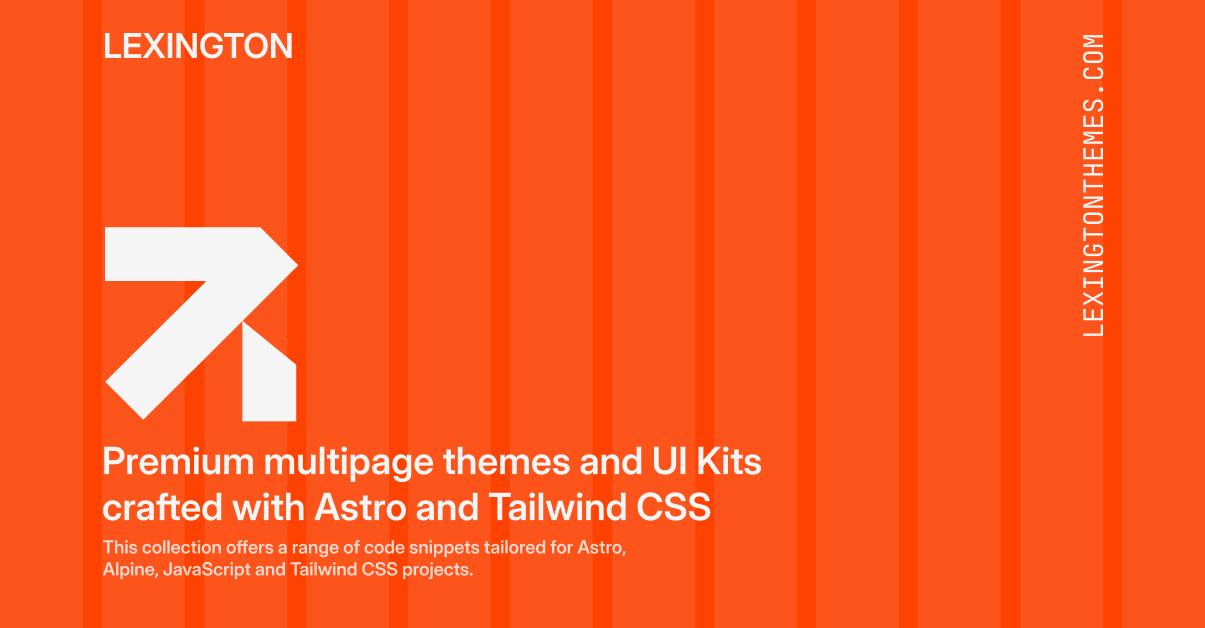 LEXINGTON
LEXINGTONTHEMES.COM
Premium multipage themes and UI Kits
crafted with Astro and Tailwind CSS
This collection offers a range of code snippets tailored for Astro,
Alpine, JavaScript and Tailwind CSS projects.